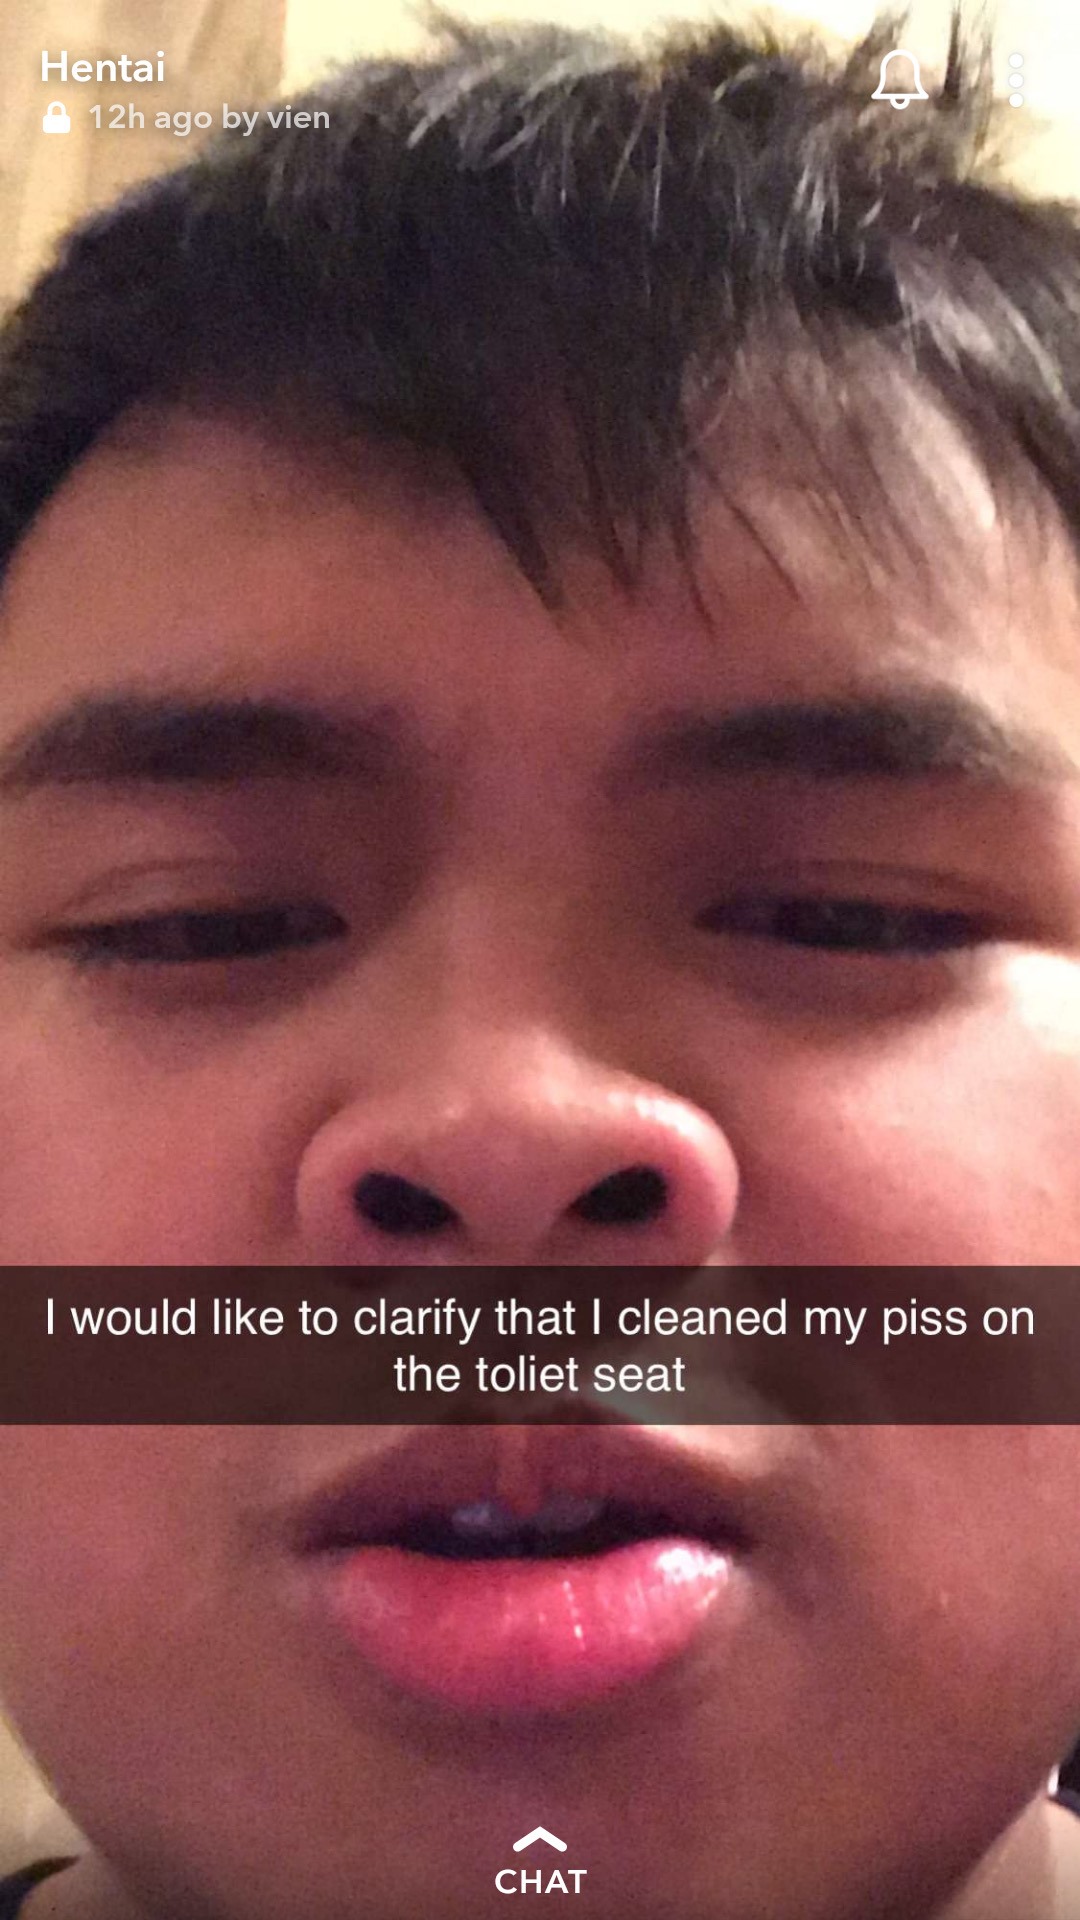 Hentai
12h ago by vien
I would like to clarify that I cleaned my piss on
the toliet seat
CHAT